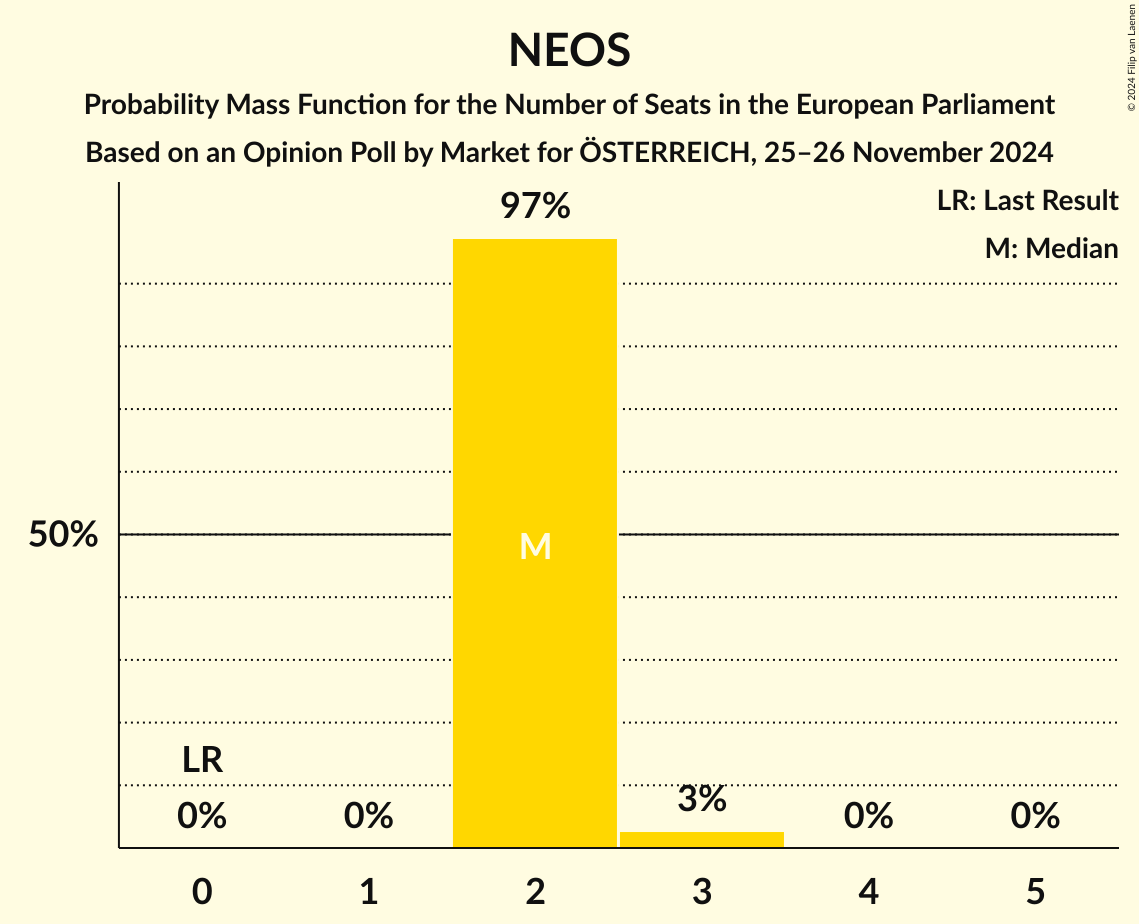 NEOS
Probability Mass Function for the Number of Seats in the European Parliament
Based on an Opinion Poll by Market for ÖSTERREICH, 25–26 November 2024
© 2024 Filip van Laenen
LR: Last Result
M: Median
97%
50%
M
LR
0%
0%
3%
0%
0%
0
1
2
3
4
5